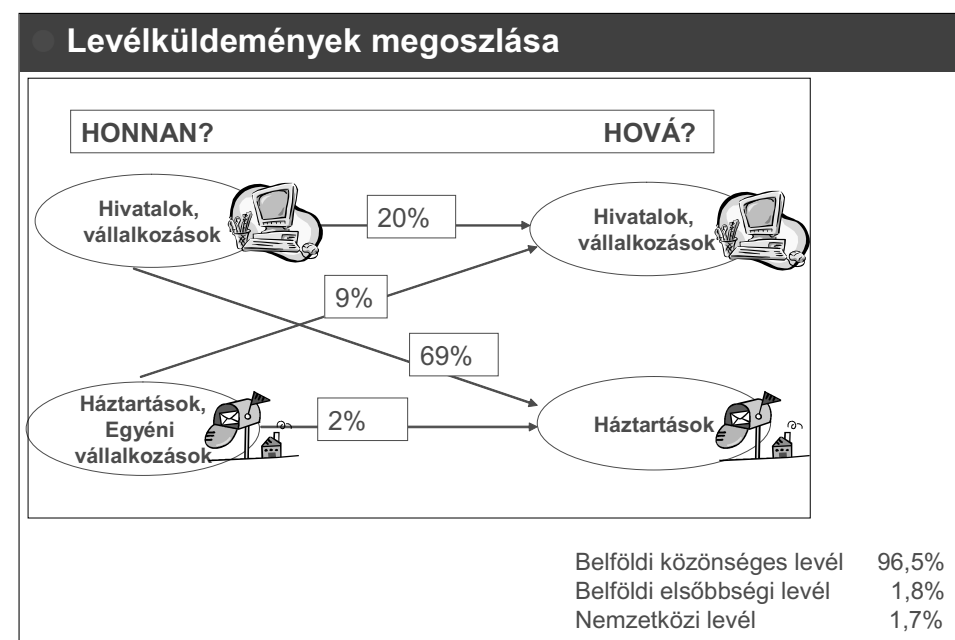 Levélküldemények megoszlása
HONNAN? HOVÁ?
Hivatalok,
vállalkozások
20%
Hivatalok,
vállalkozások
9%
69%
Háztartások,
Egyéni
vállalkozások
2%
Háztartások
Belföldi közönséges levél 96,5%
Belföldi elsőbbségi levél 1,8%
Nemzetközi levél 1,7%